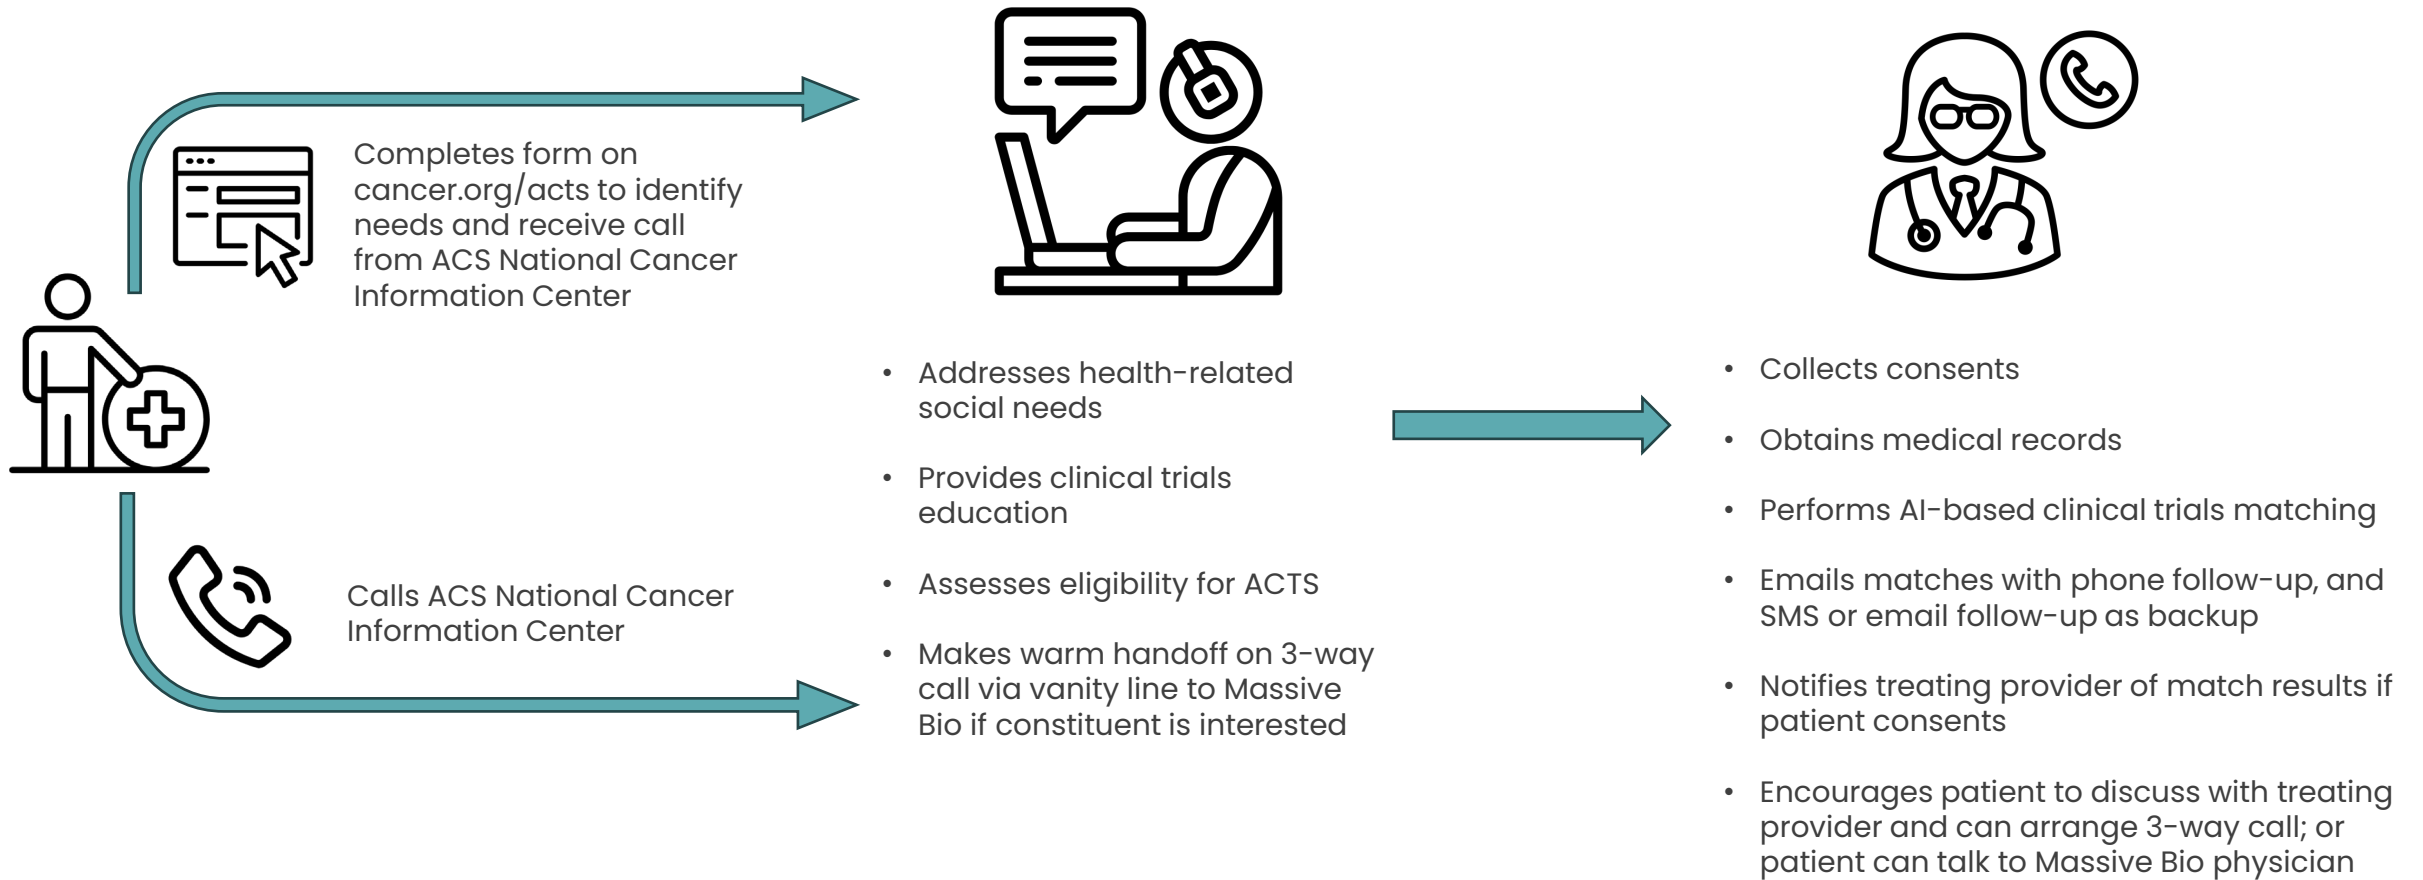 Completes form on
cancer.org/acts to identify
needs and receive call
from ACS National Cancer
Information Center
Calls ACS National Cancer
Information Center
• Addresses health-related
social needs
• Provides clinical trials
education
• Assesses eligibility for ACTS
• Makes warm handoff on 3-way
call via vanity line to Massive
Bio if constituent is interested
• Collects consents
• Obtains medical records
• Performs AI-based clinical trials matching
• Emails matches with phone follow-up, and
SMS or email follow-up as backup
• Notifies treating provider of match results if
patient consents
• Encourages patient to discuss with treating
provider and can arrange 3-way call; or
patient can talk to Massive Bio physician